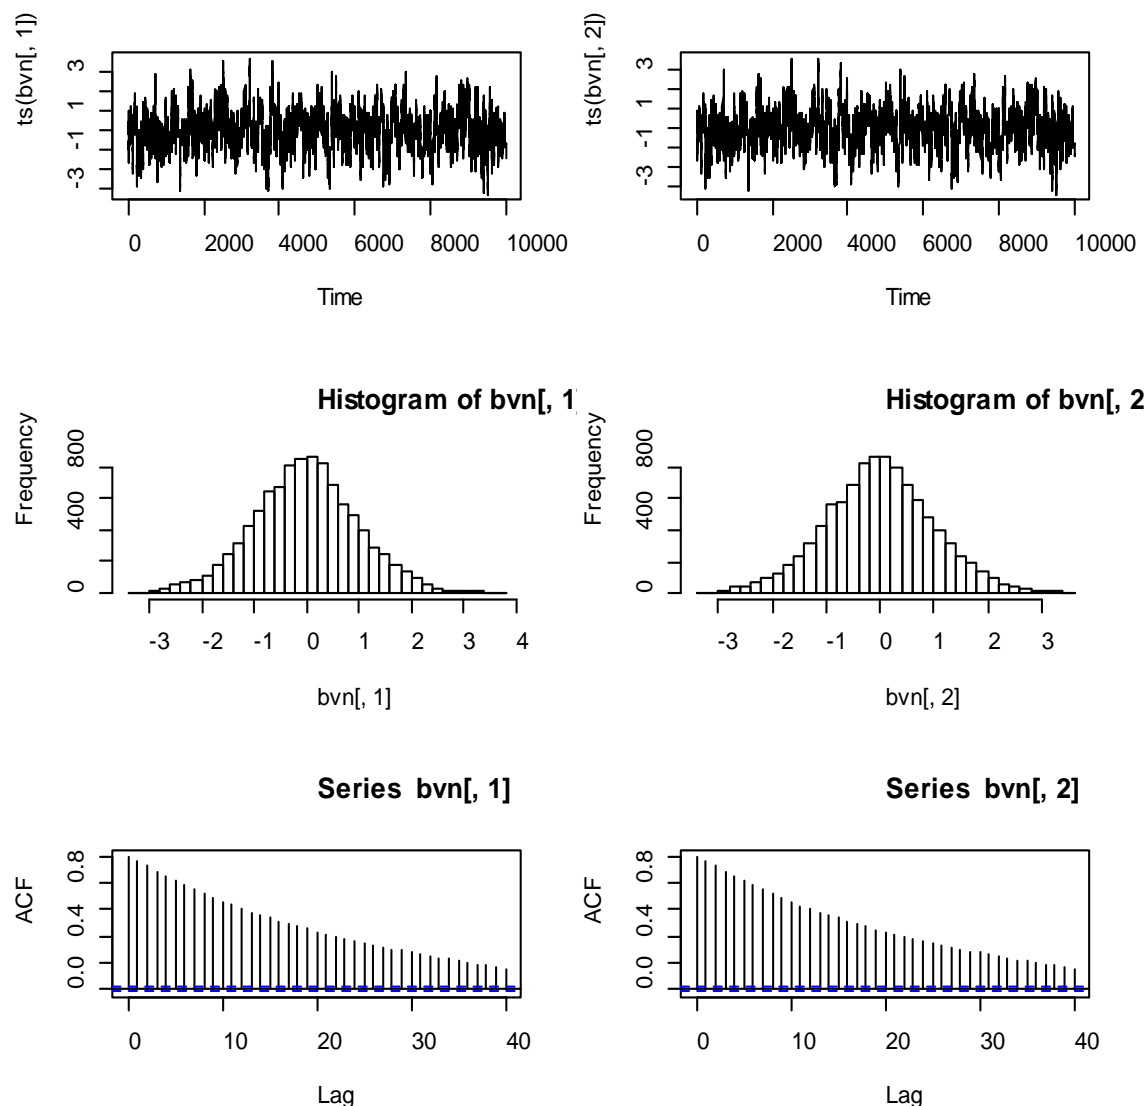 ts(bvn[, 1])
3
1
-1
-3
0 2000 4000 6000 8000 10000
Time
ts(bvn[, 2])
3
1
-1
-3
0 2000 4000 6000 8000 10000
Time
Histogram of bvn[, 1]
Frequency
800
400
0
-3 -2 -1 0 1 2 3 4
bvn[, 1]
Histogram of bvn[, 2
Frequency
800
400
0
-3 -2 -1 0 1 2 3
bvn[, 2]
Series bvn[, 1]
ACF
0.8
0.4
0.0
0 10 20 30 40
Lag
Series bvn[, 2]
ACF
0.8
0.4
0.0
0 10 20 30 40
Lag